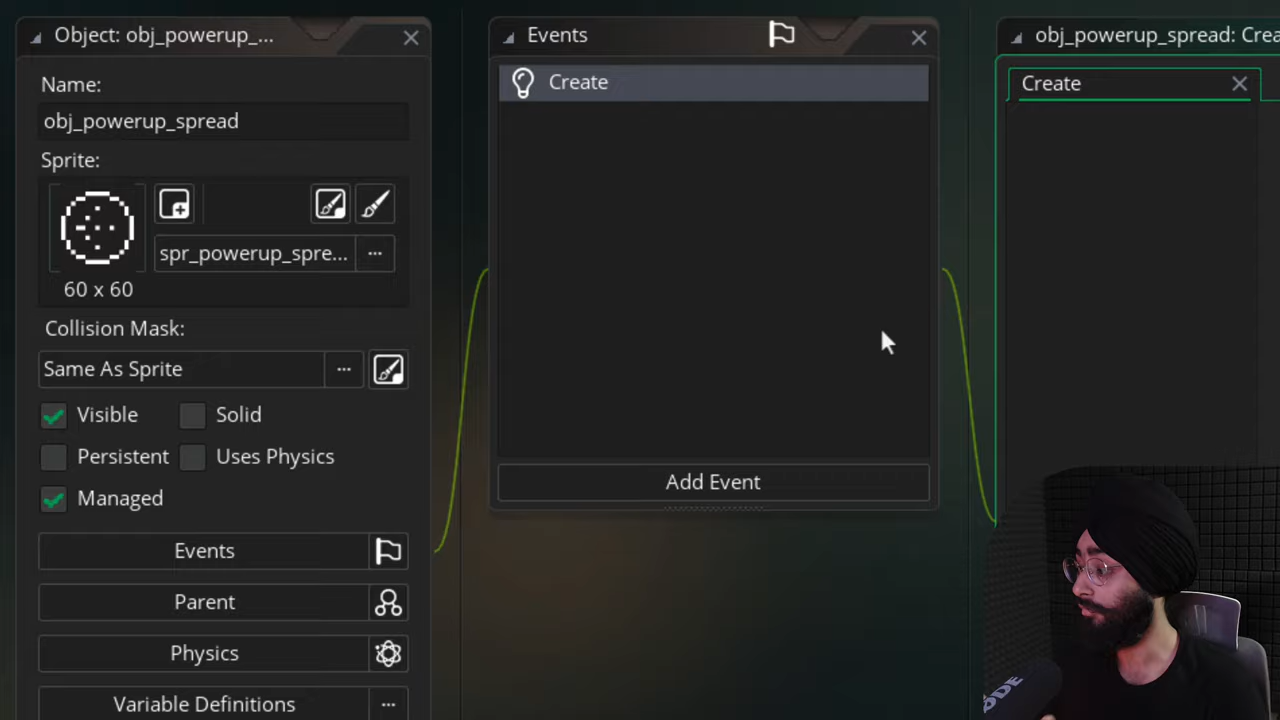 Object: obj_powerup_...
Name:
obj_powerup_spread
Sprite:
spr_powerup_spre...
60 x 60
Collision Mask:
Same As Sprite
Visible
Solid
Persistent
Uses Physics
Managed
Events
Parent
Physics
Variable Definitions
Events
Create
Add Event
obj_powerup_spread: Crea
Create